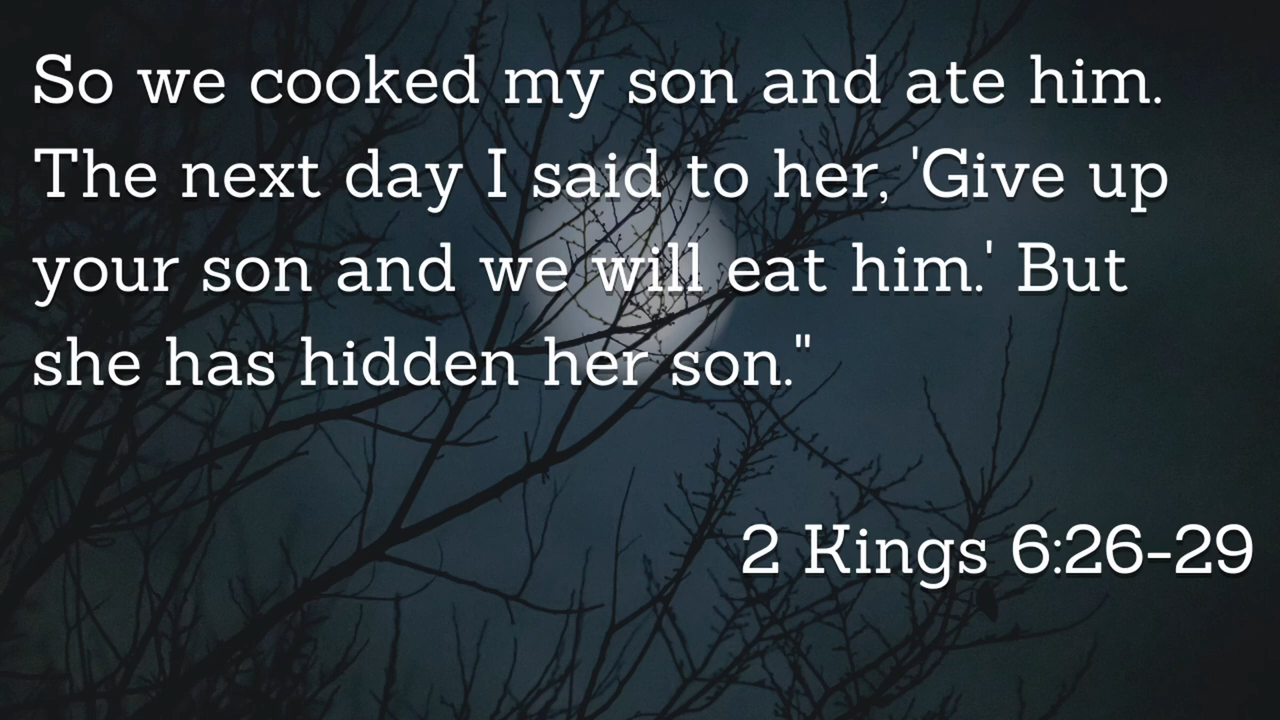 So we cooked my son and ate him.
The next day I said to her, 'Give up
your son and we will eat him.' But
she has hidden her son."
2 Kings 6:26-29